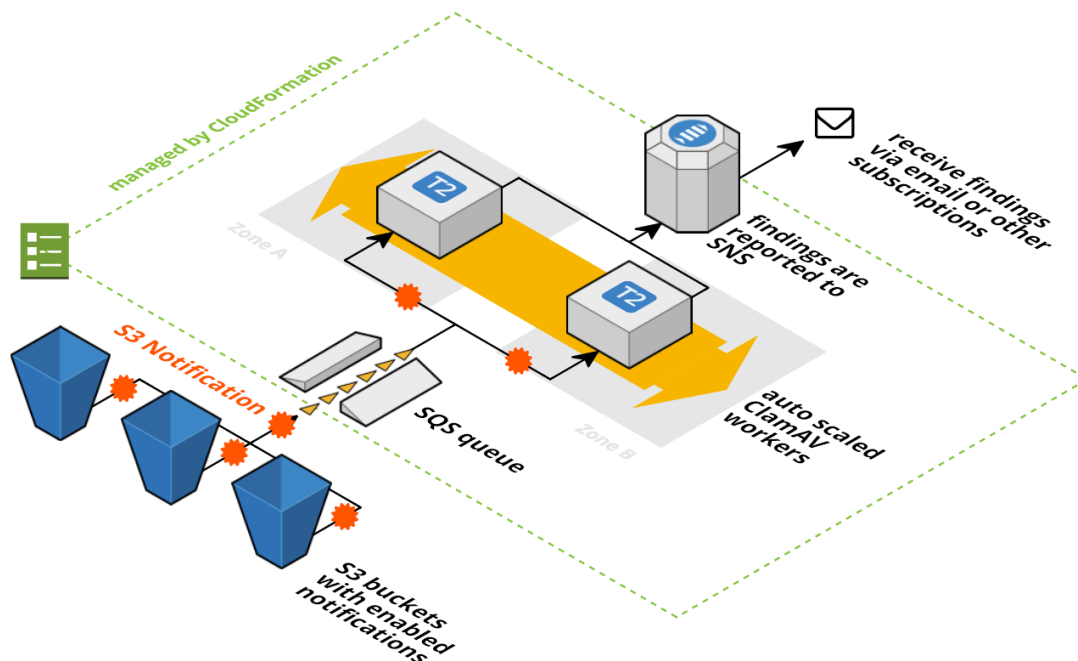 managed by CloudFormation
T2
receive findings
via email or other
subscriptions
Zone A
findings are
reported to
SNS
T2
S3 Notification
auto scaled
ClamAV
workers
SQS queue
Zone B
S3 buckets
with enabled
notifications